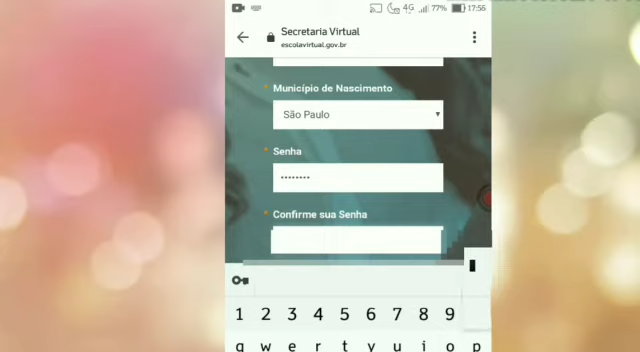 4G 77% 17:56
Secretaria Virtual
escolavirtual.gov.br
* Município de Nascimento
São Paulo
* Senha
••••••••
* Confirme sua Senha
1 2 3 4 5 6 7 8 9
q w e r t y u i o p